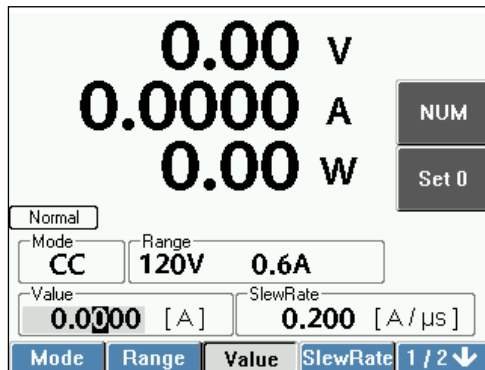 0.00 V
0.0000 A
NUM
0.00 W
Set 0
Normal
Mode
CC
Range
120V 0.6A
Value
0.0000 [A]
SlewRate
0.200 [A/µs]
Mode Range Value SlewRate 1/2